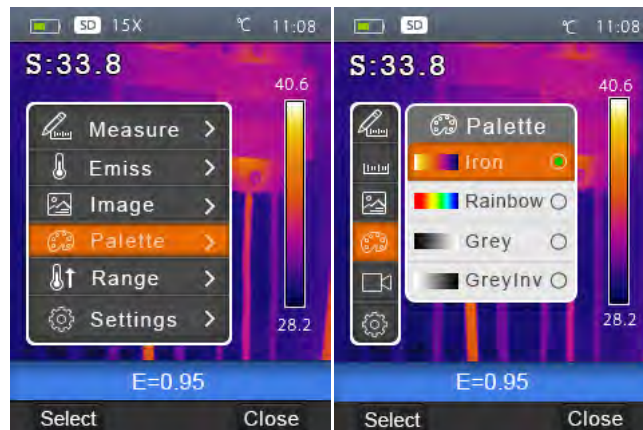 SD 15X ℃ 11:08
S:33.8
40.6
Measure >
Emiss >
Image >
Palette >
Range >
Settings >
28.2
E=0.95
Select Close
SD ℃ 11:08
S:33.8
40.6
Palette
Iron
Rainbow
Grey
GreyInv
28.2
E=0.95
Select Close